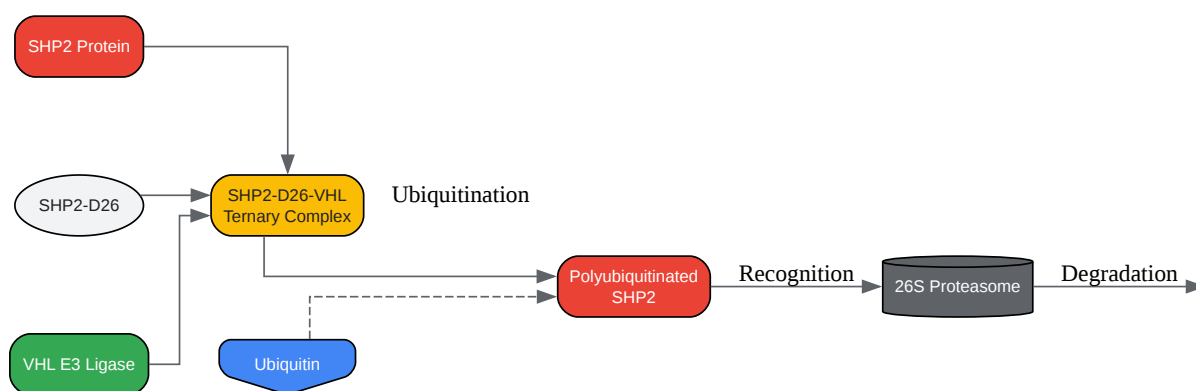 SHP2 Protein
SHP2-D26
SHP2-D26-VHL
Ternary Complex
Ubiquitination
VHL E3 Ligase
Ubiquitin
Polyubiquitinated
SHP2
Recognition
26S Proteasome
Degradation